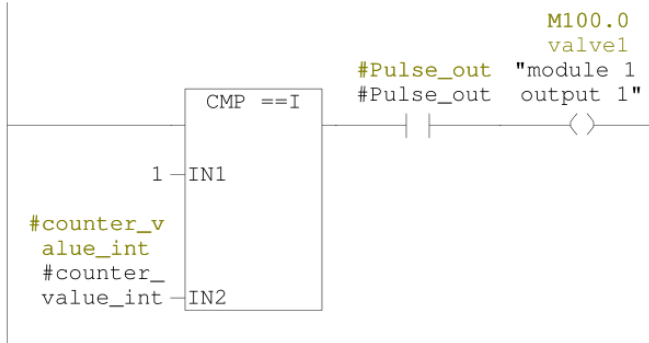 M100.0
valve1
#Pulse_out "module 1
#Pulse_out output 1"
CMP ==I
1 IN1
#counter_v
alue_int
#counter_
value_int IN2